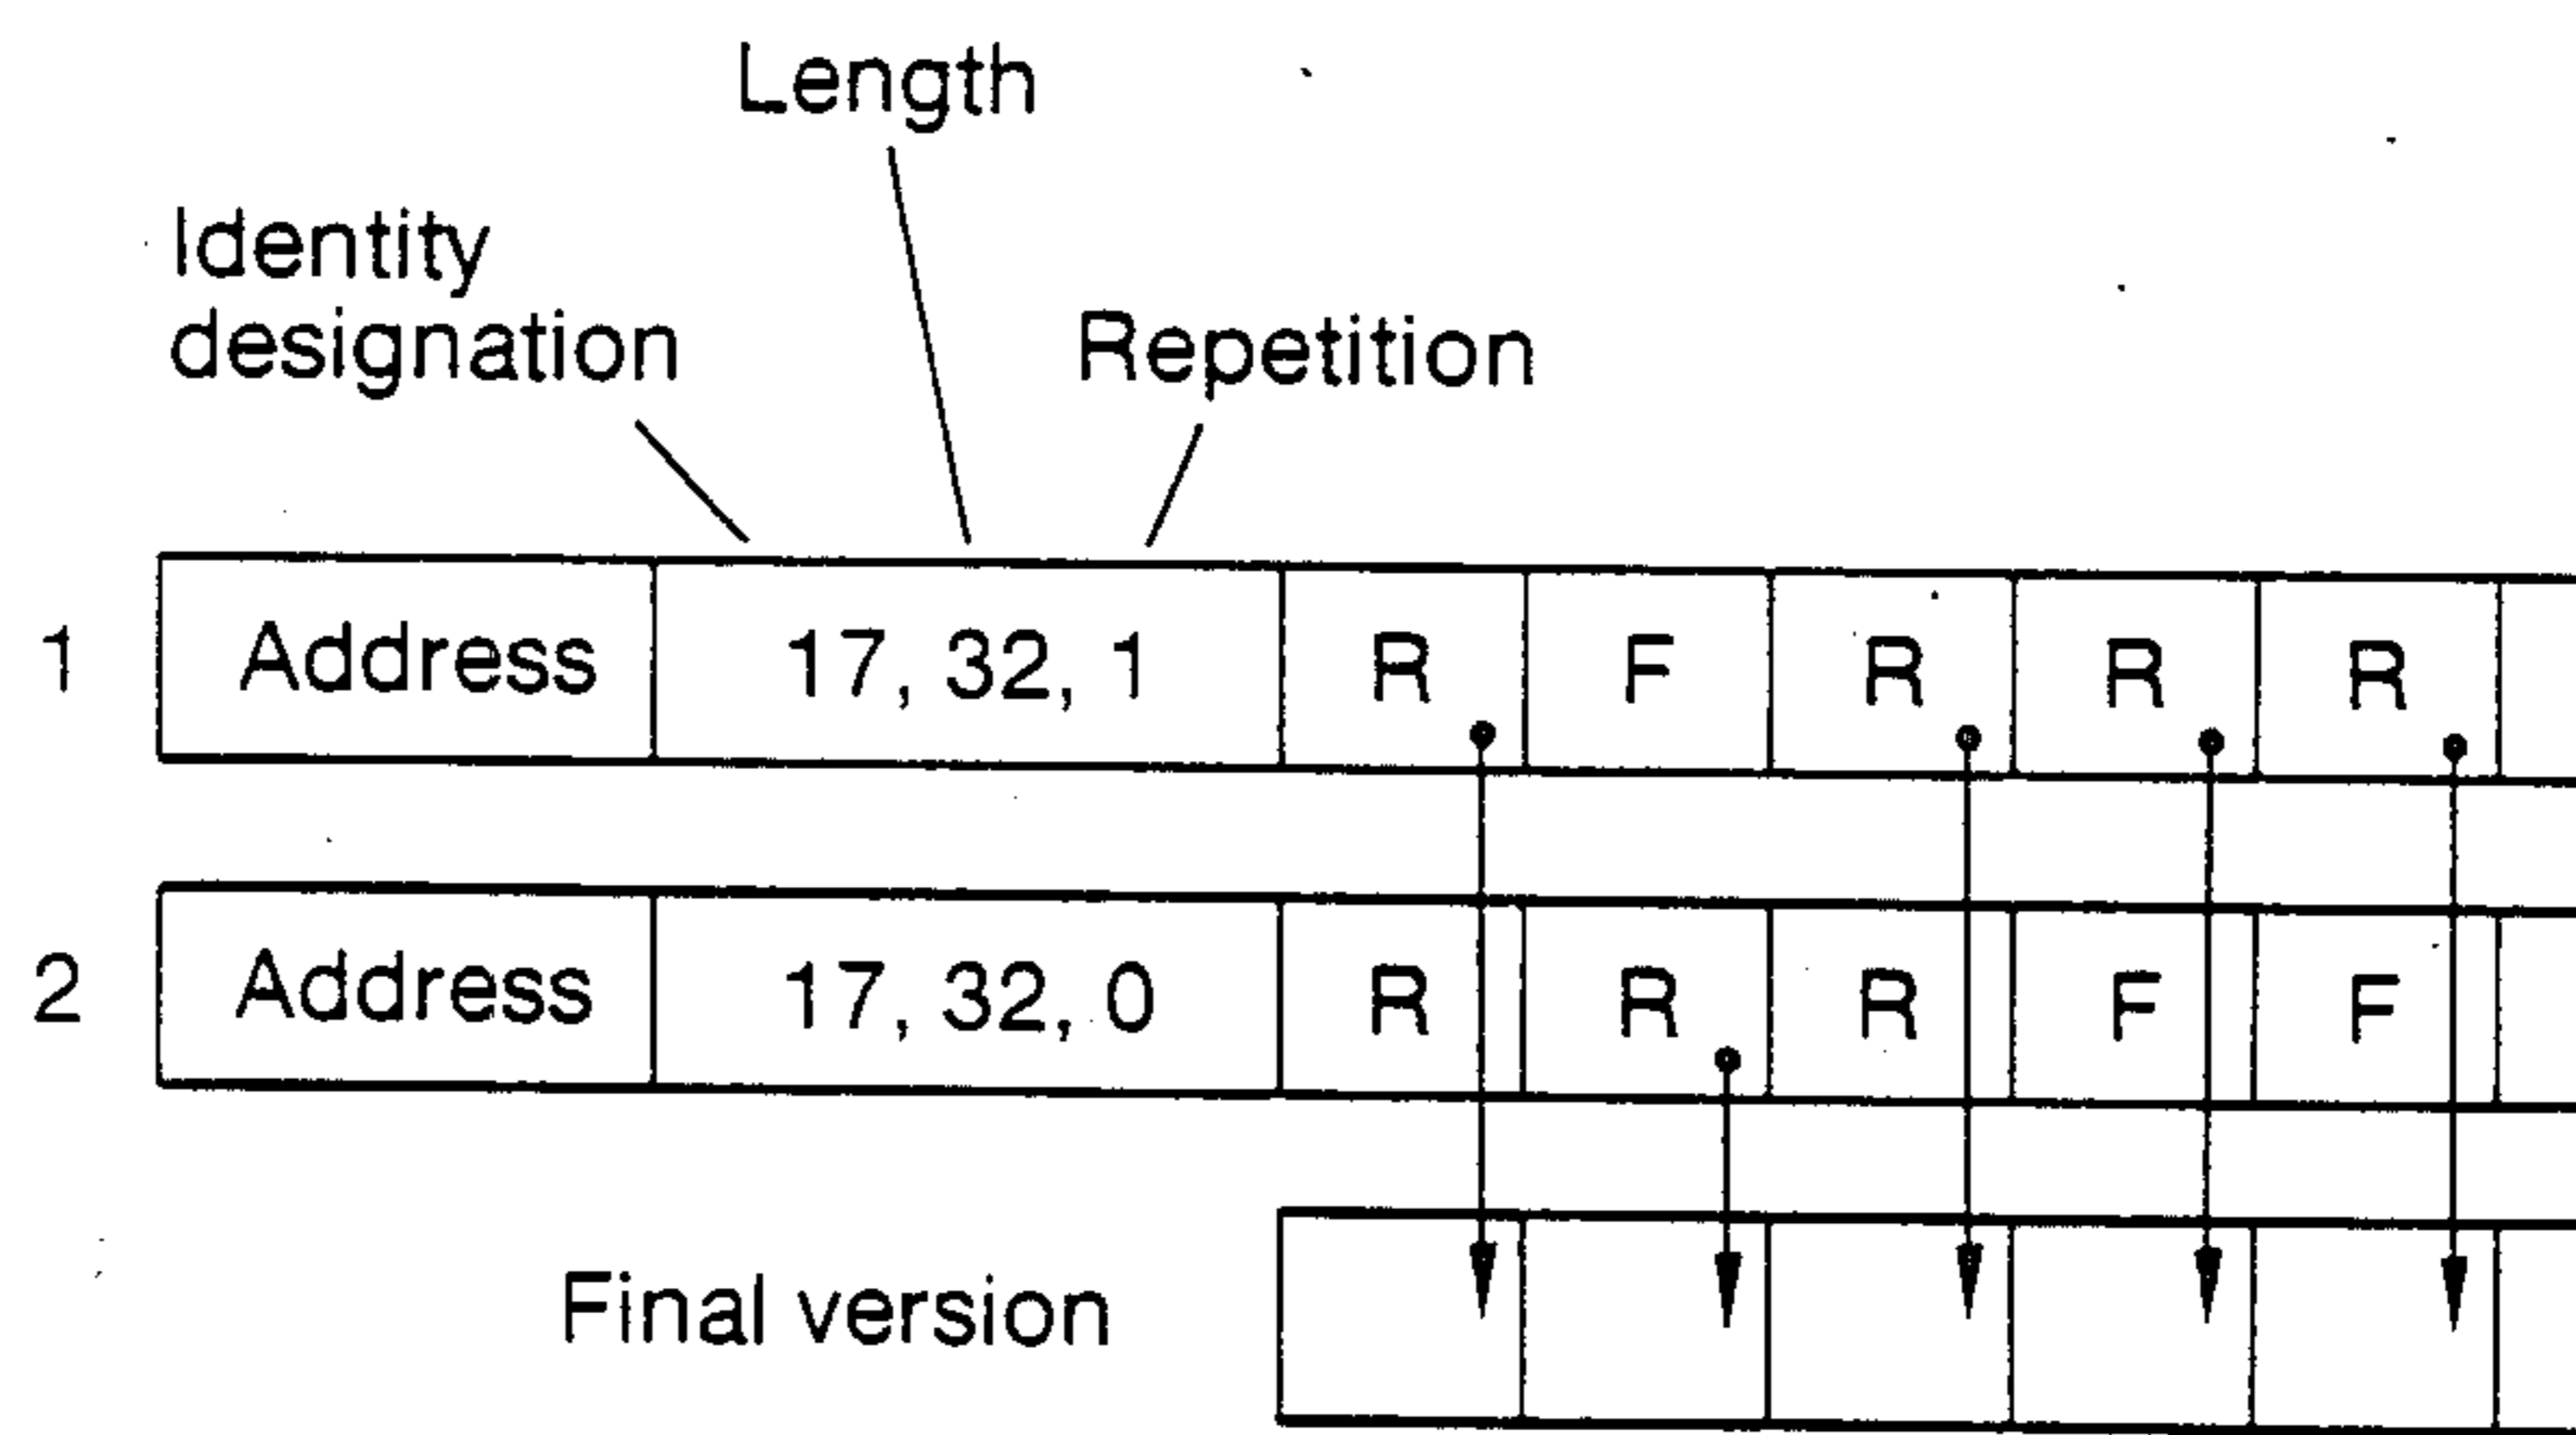 Length
Identity
designation
Repetition
1 Address 17, 32, 1 R F R R R
2 Address 17, 32, 0 R R R F F
Final version